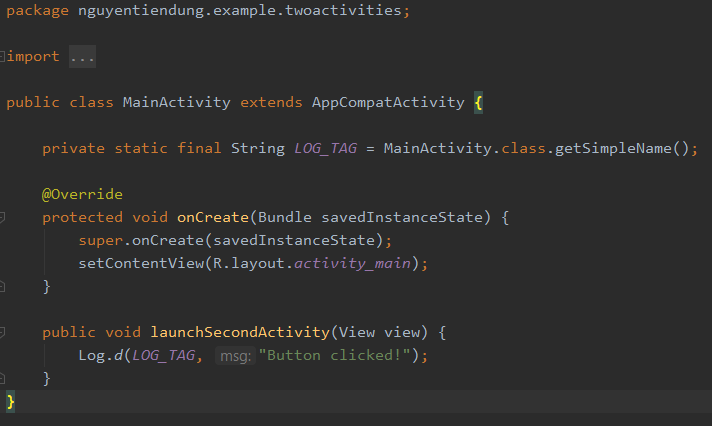 package nguyentiendung.example.twoactivities;
import ...
public class MainActivity extends AppCompatActivity {
private static final String LOG_TAG = MainActivity.class.getSimpleName();
@Override
protected void onCreate(Bundle savedInstanceState) {
super.onCreate(savedInstanceState);
setContentView(R.layout.activity_main);
}
public void launchSecondActivity(View view) {
Log.d(LOG_TAG, msg: "Button clicked!");
}
}